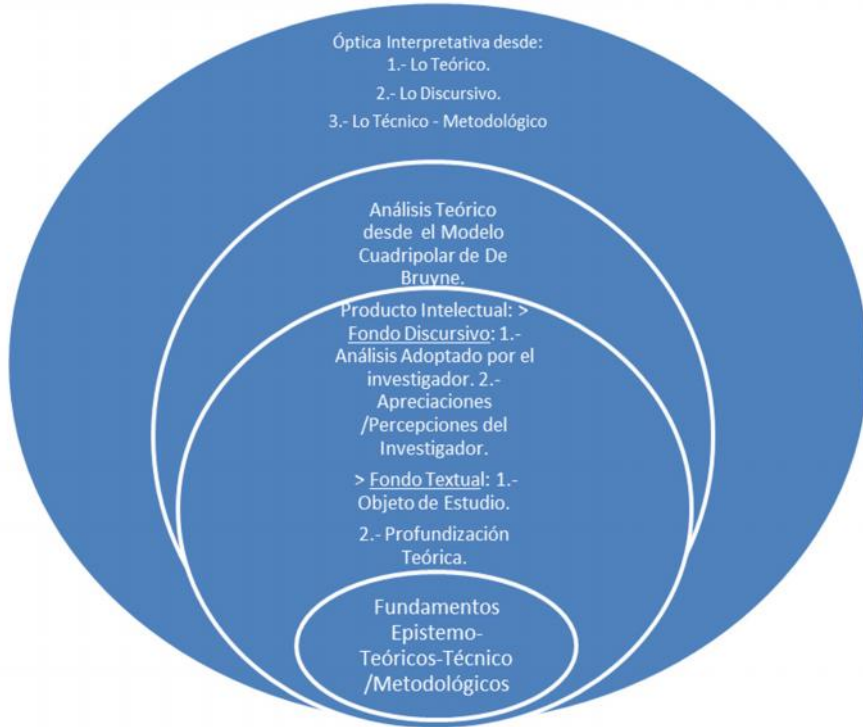 Óptica Interpretativa desde:
1.- Lo Teórico.
2.- Lo Discursivo.
3.- Lo Técnico - Metodológico
Análisis Teórico
desde el Modelo
Cuadripolar de De
Bruyne.
Producto Intelectual: >
Fondo Discursivo: 1.-
Análisis Adoptado por el
investigador. 2.-
Apreciaciones
/Percepciones del
Investigador.
> Fondo Textual: 1.-
Objeto de Estudio.
2.- Profundización
Teórica.
Fundamentos
Epistemo-
Teóricos-Técnico
/Metodológicos